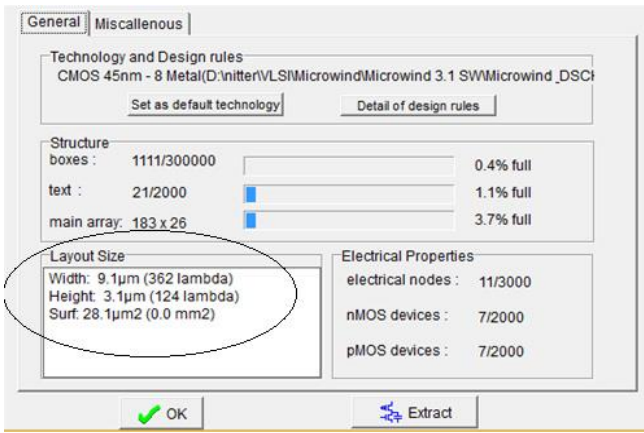 General
Miscallenous
Technology and Design rules
CMOS 45nm - 8 Metal(D:\nitter\VLSI\Microwind\Microwind 3.1 SW\Microwind_DSCH
Set as default technology
Detail of design rules
Structure
boxes : 1111/300000 0.4% full
text : 21/2000 1.1% full
main array: 183 x 26 3.7% full
Layout Size
Width: 9.1µm (362 lambda)
Height: 3.1µm (124 lambda)
Surf: 28.1µm2 (0.0 mm2)
Electrical Properties
electrical nodes : 11/3000
nMOS devices : 7/2000
pMOS devices : 7/2000
OK
Extract